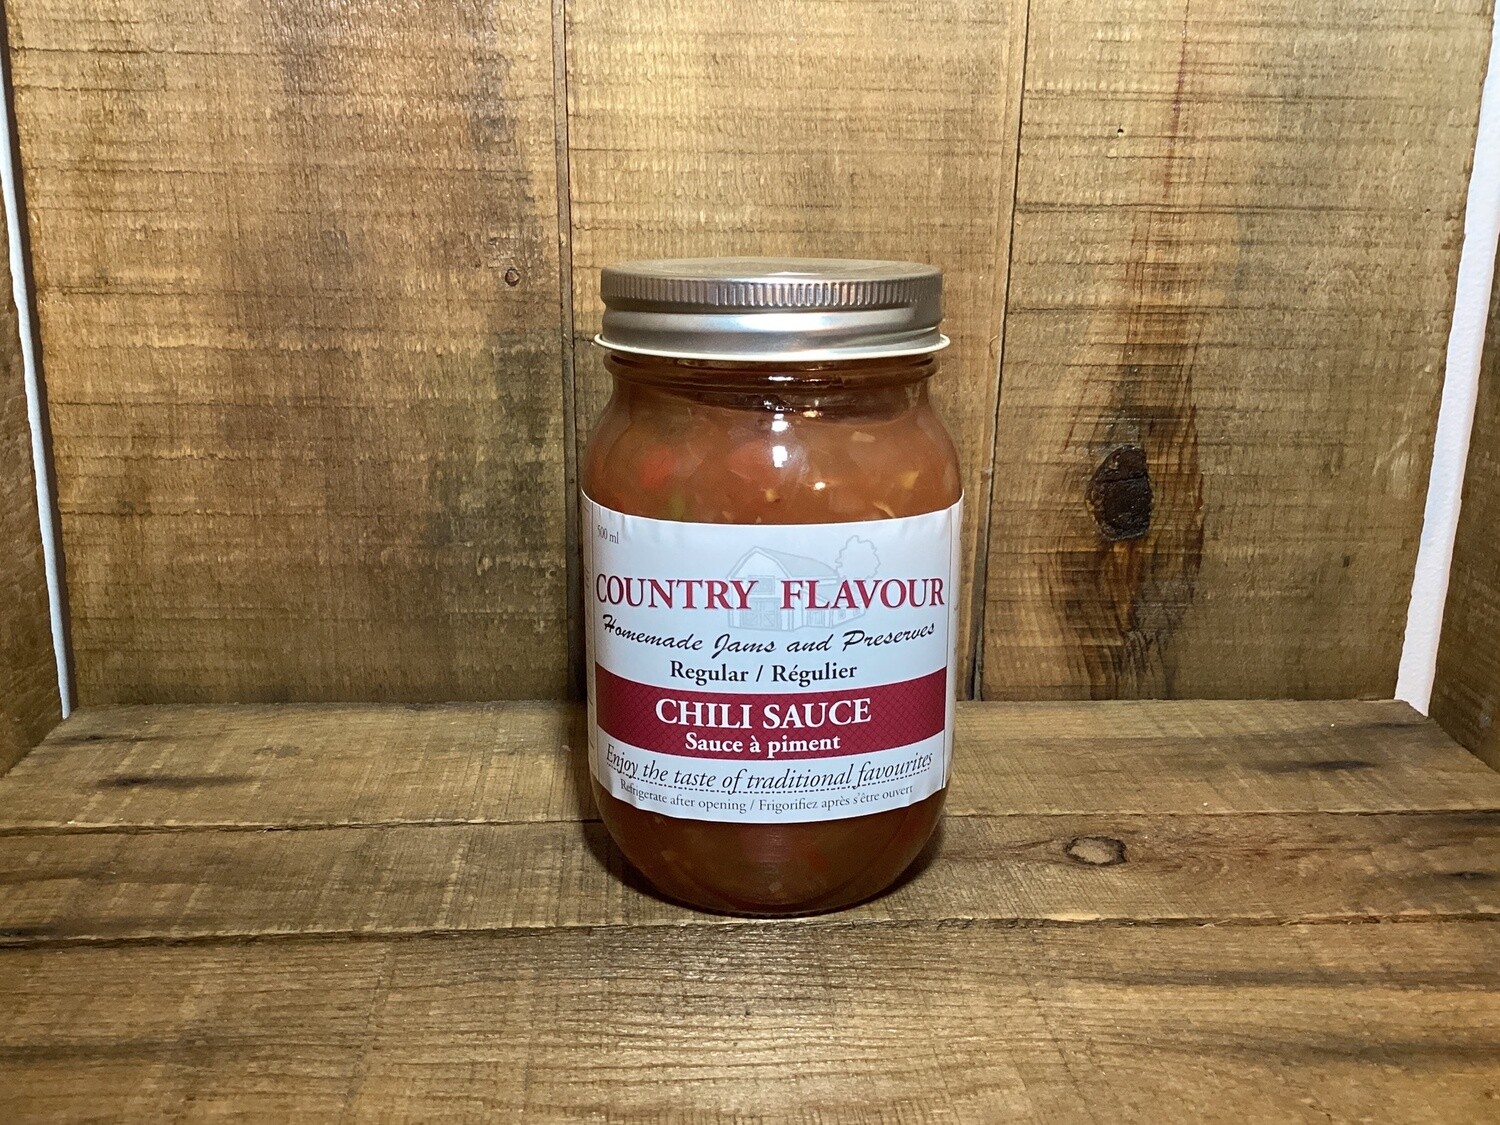 500 ml
COUNTRY FLAVOUR
Homemade Jams and Preserves
Regular / Régulier
CHILI SAUCE
Sauce à piment
Enjoy the taste of traditional favourites
Refrigerate after opening / Frigorifiez après s'être ouvert